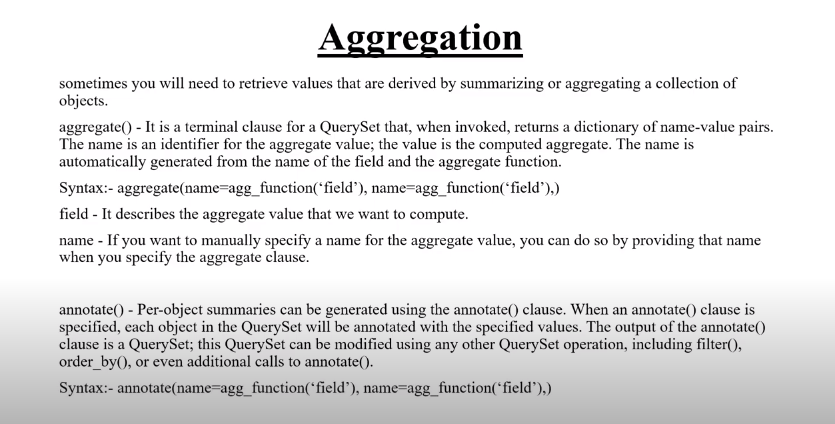 Aggregation
sometimes you will need to retrieve values that are derived by summarizing or aggregating a collection of
objects.
aggregate() - It is a terminal clause for a QuerySet that, when invoked, returns a dictionary of name-value pairs.
The name is an identifier for the aggregate value; the value is the computed aggregate. The name is
automatically generated from the name of the field and the aggregate function.
Syntax:- aggregate(name=agg_function(‘field’), name=agg_function(‘field’),)
field - It describes the aggregate value that we want to compute.
name - If you want to manually specify a name for the aggregate value, you can do so by providing that name
when you specify the aggregate clause.
annotate() - Per-object summaries can be generated using the annotate() clause. When an annotate() clause is
specified, each object in the QuerySet will be annotated with the specified values. The output of the annotate()
clause is a QuerySet; this QuerySet can be modified using any other QuerySet operation, including filter(),
order_by(), or even additional calls to annotate().
Syntax:- annotate(name=agg_function(‘field’), name=agg_function(‘field’),)